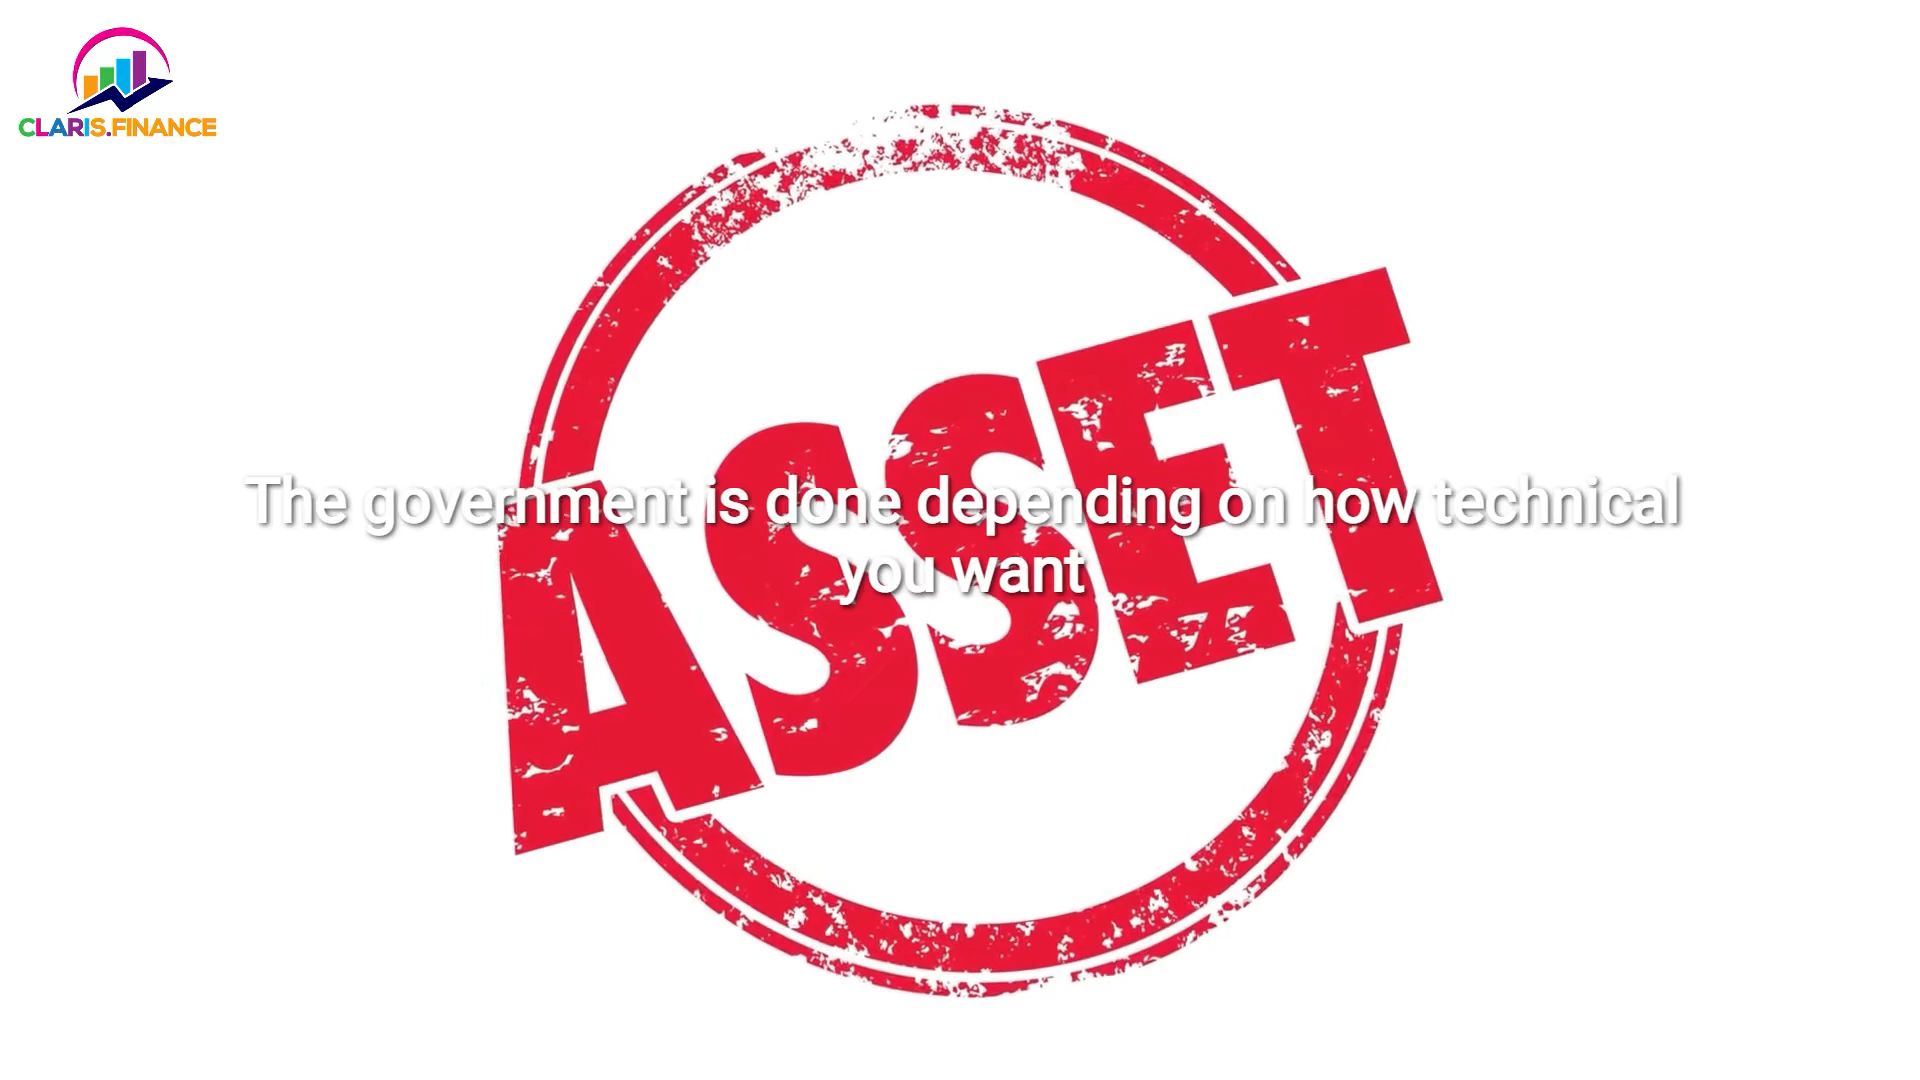 CLARIS.FINANCE
ASSET
The government is done depending on how technical
you want